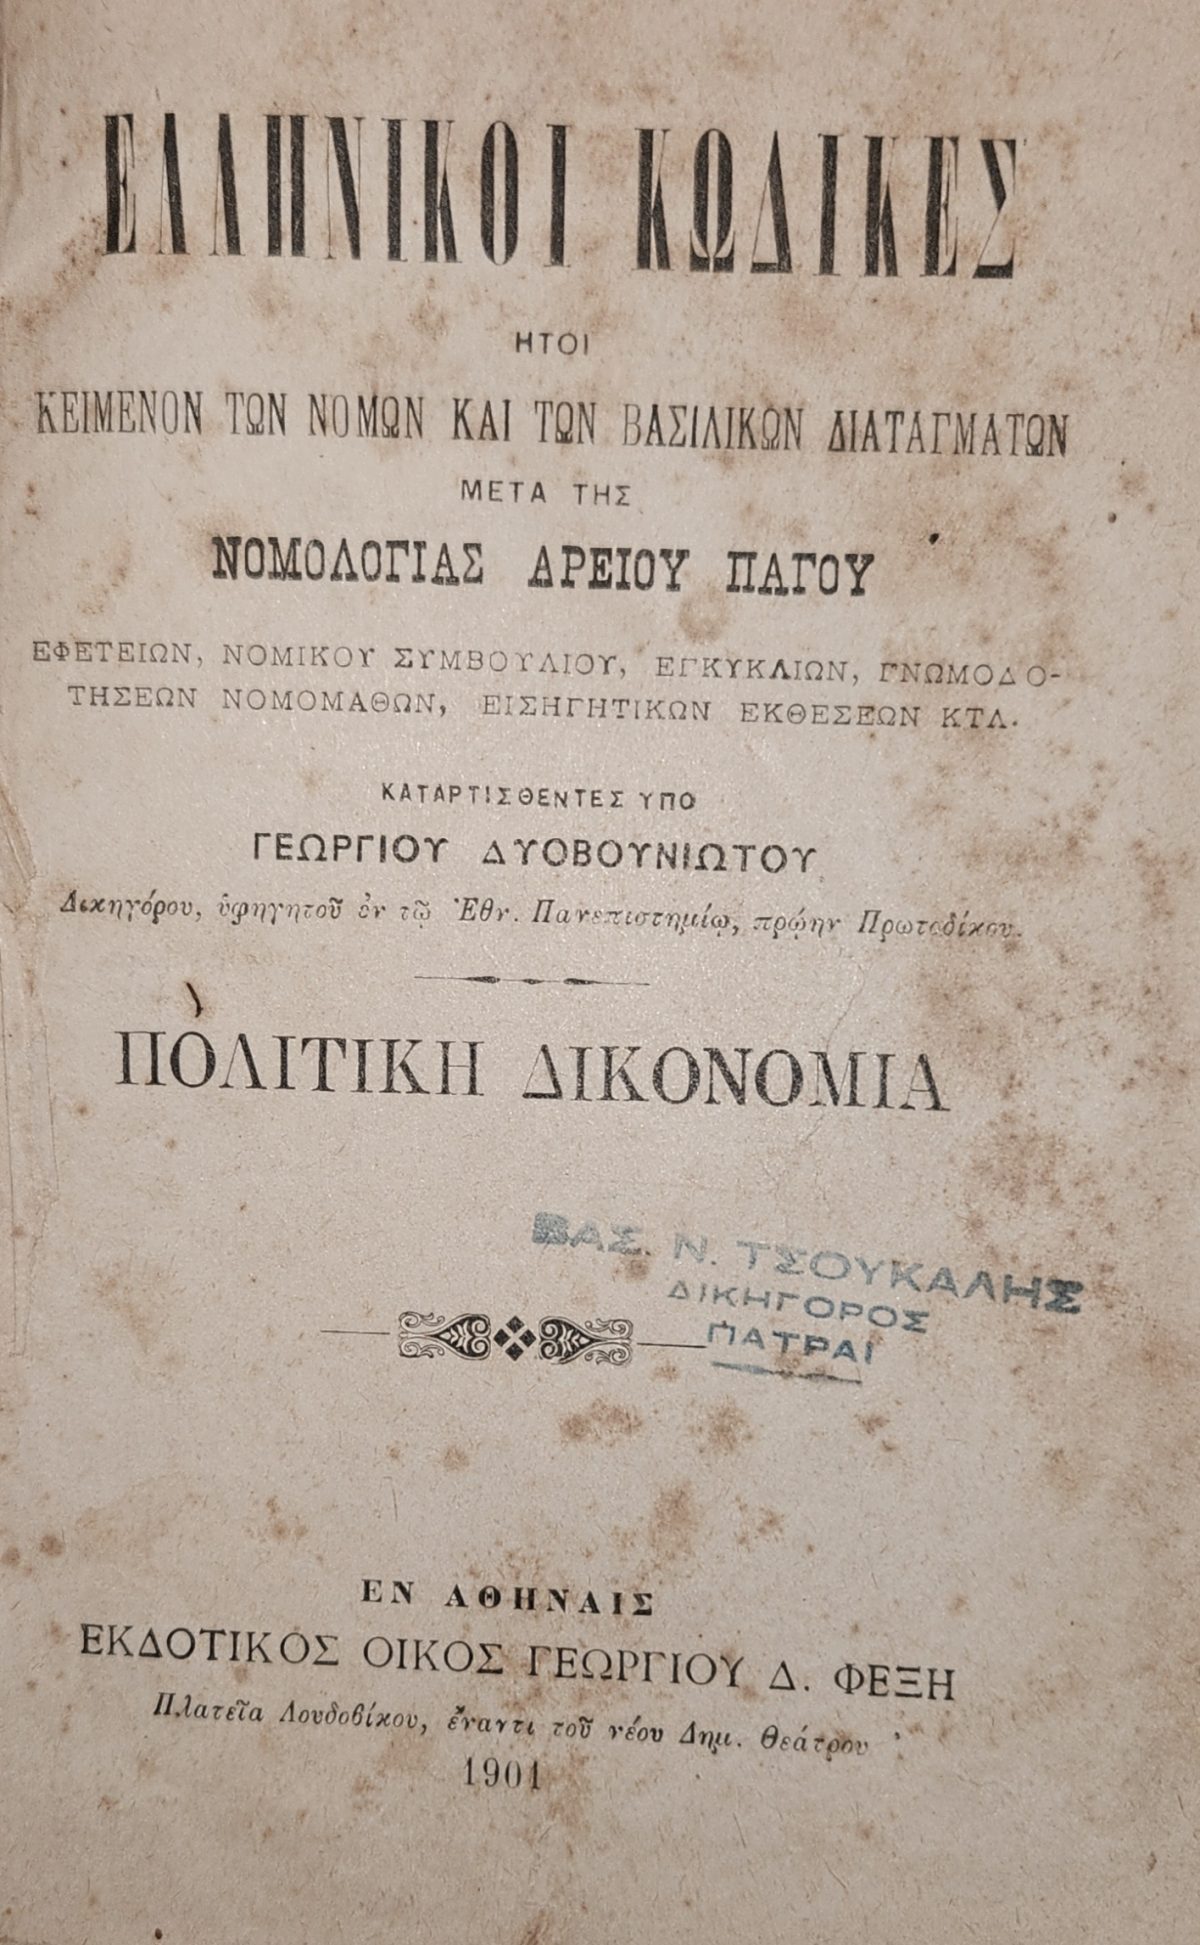 ΕΛΛΗΝΙΚΟΙ ΚΩΔΙΚΕΣ
ΗΤΟΙ
ΚΕΙΜΕΝΟΝ ΤΩΝ ΝΟΜΩΝ ΚΑΙ ΤΩΝ ΒΑΣΙΛΙΚΩΝ ΔΙΑΤΑΓΜΑΤΩΝ
ΜΕΤΑ ΤΗΣ
ΝΟΜΟΛΟΓΙΑΣ ΑΡΕΙΟΥ ΠΑΓΟΥ
ΕΦΕΤΕΙΩΝ, ΝΟΜΙΚΟΥ ΣΥΜΒΟΥΛΙΟΥ, ΕΓΚΥΚΛΙΩΝ, ΓΝΩΜΟΔΟ-
ΤΗΣΕΩΝ ΝΟΜΟΜΑΘΩΝ, ΕΙΣΗΓΗΤΙΚΩΝ ΕΚΘΕΣΕΩΝ ΚΤΛ.
ΚΑΤΑΡΤΙΣΘΕΝΤΕΣ ΥΠΟ
ΓΕΩΡΓΙΟΥ ΔΥΟΒΟΥΝΙΩΤΟΥ
Δικηγόρου, ὑφηγητοῦ ἐν τῷ Ἐθν. Πανεπιστημίῳ, πρῴην Πρωτοδίκου.
ΠΟΛΙΤΙΚΗ ΔΙΚΟΝΟΜΙΑ
ΒΑΣ. Ν. ΤΣΟΥΚΑΛΗΣ
ΔΙΚΗΓΟΡΟΣ
ΠΑΤΡΑΙ
ΕΝ ΑΘΗΝΑΙΣ
ΕΚΔΟΤΙΚΟΣ ΟΙΚΟΣ ΓΕΩΡΓΙΟΥ Δ. ΦΕΞΗ
Πλατεῖα Λουδοβίκου, ἔναντι τοῦ νέου Δημ. Θεάτρου
1901